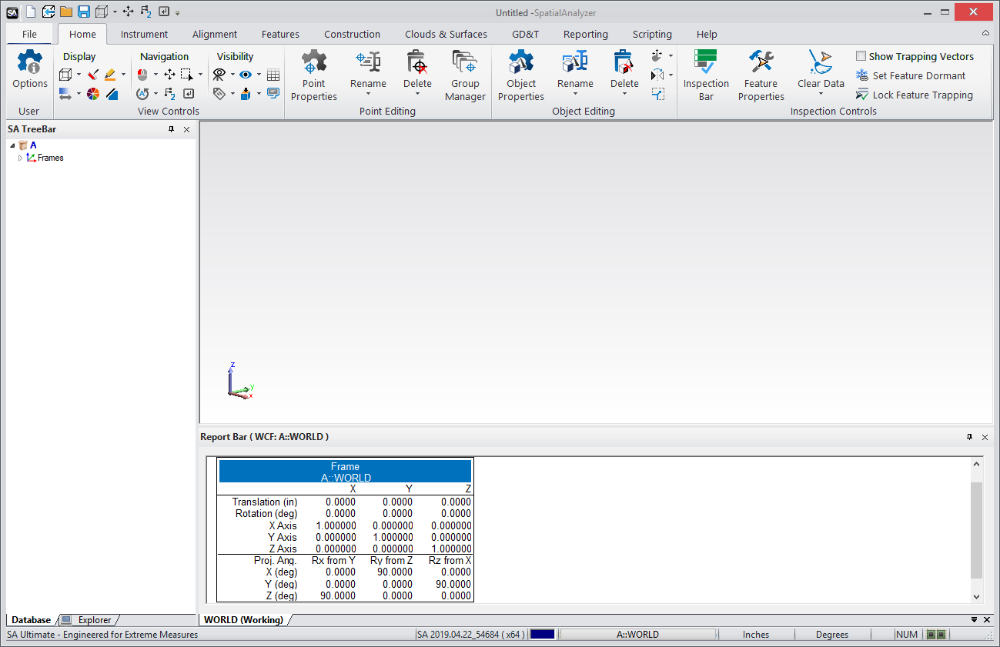 SA
Untitled -SpatialAnalyzer
File Home Instrument Alignment Features Construction Clouds & Surfaces GD&T Reporting Scripting Help
Display Navigation Visibility
Options
Point Properties
Rename
Delete
Group Manager
Object Properties
Rename
Delete
Inspection Bar
Feature Properties
Clear Data
Show Trapping Vectors
Set Feature Dormant
Lock Feature Trapping
User View Controls Point Editing Object Editing Inspection Controls
SA TreeBar
A
Frames
Z
Y
X
Report Bar ( WCF: A::WORLD )
Frame
A::WORLD
X Y Z
Translation (in) 0.0000 0.0000 0.0000
Rotation (deg) 0.0000 0.0000 0.0000
X Axis 1.000000 0.000000 0.000000
Y Axis 0.000000 1.000000 0.000000
Z Axis 0.000000 0.000000 1.000000
Proj. Ang. Rx from Y Ry from Z Rz from X
X (deg) 0.0000 90.0000 0.0000
Y (deg) 0.0000 0.0000 90.0000
Z (deg) 90.0000 0.0000 0.0000
Database Explorer WORLD (Working)
SA Ultimate - Engineered for Extreme Measures SA 2019.04.22_54684 ( x64 ) A::WORLD Inches Degrees NUM